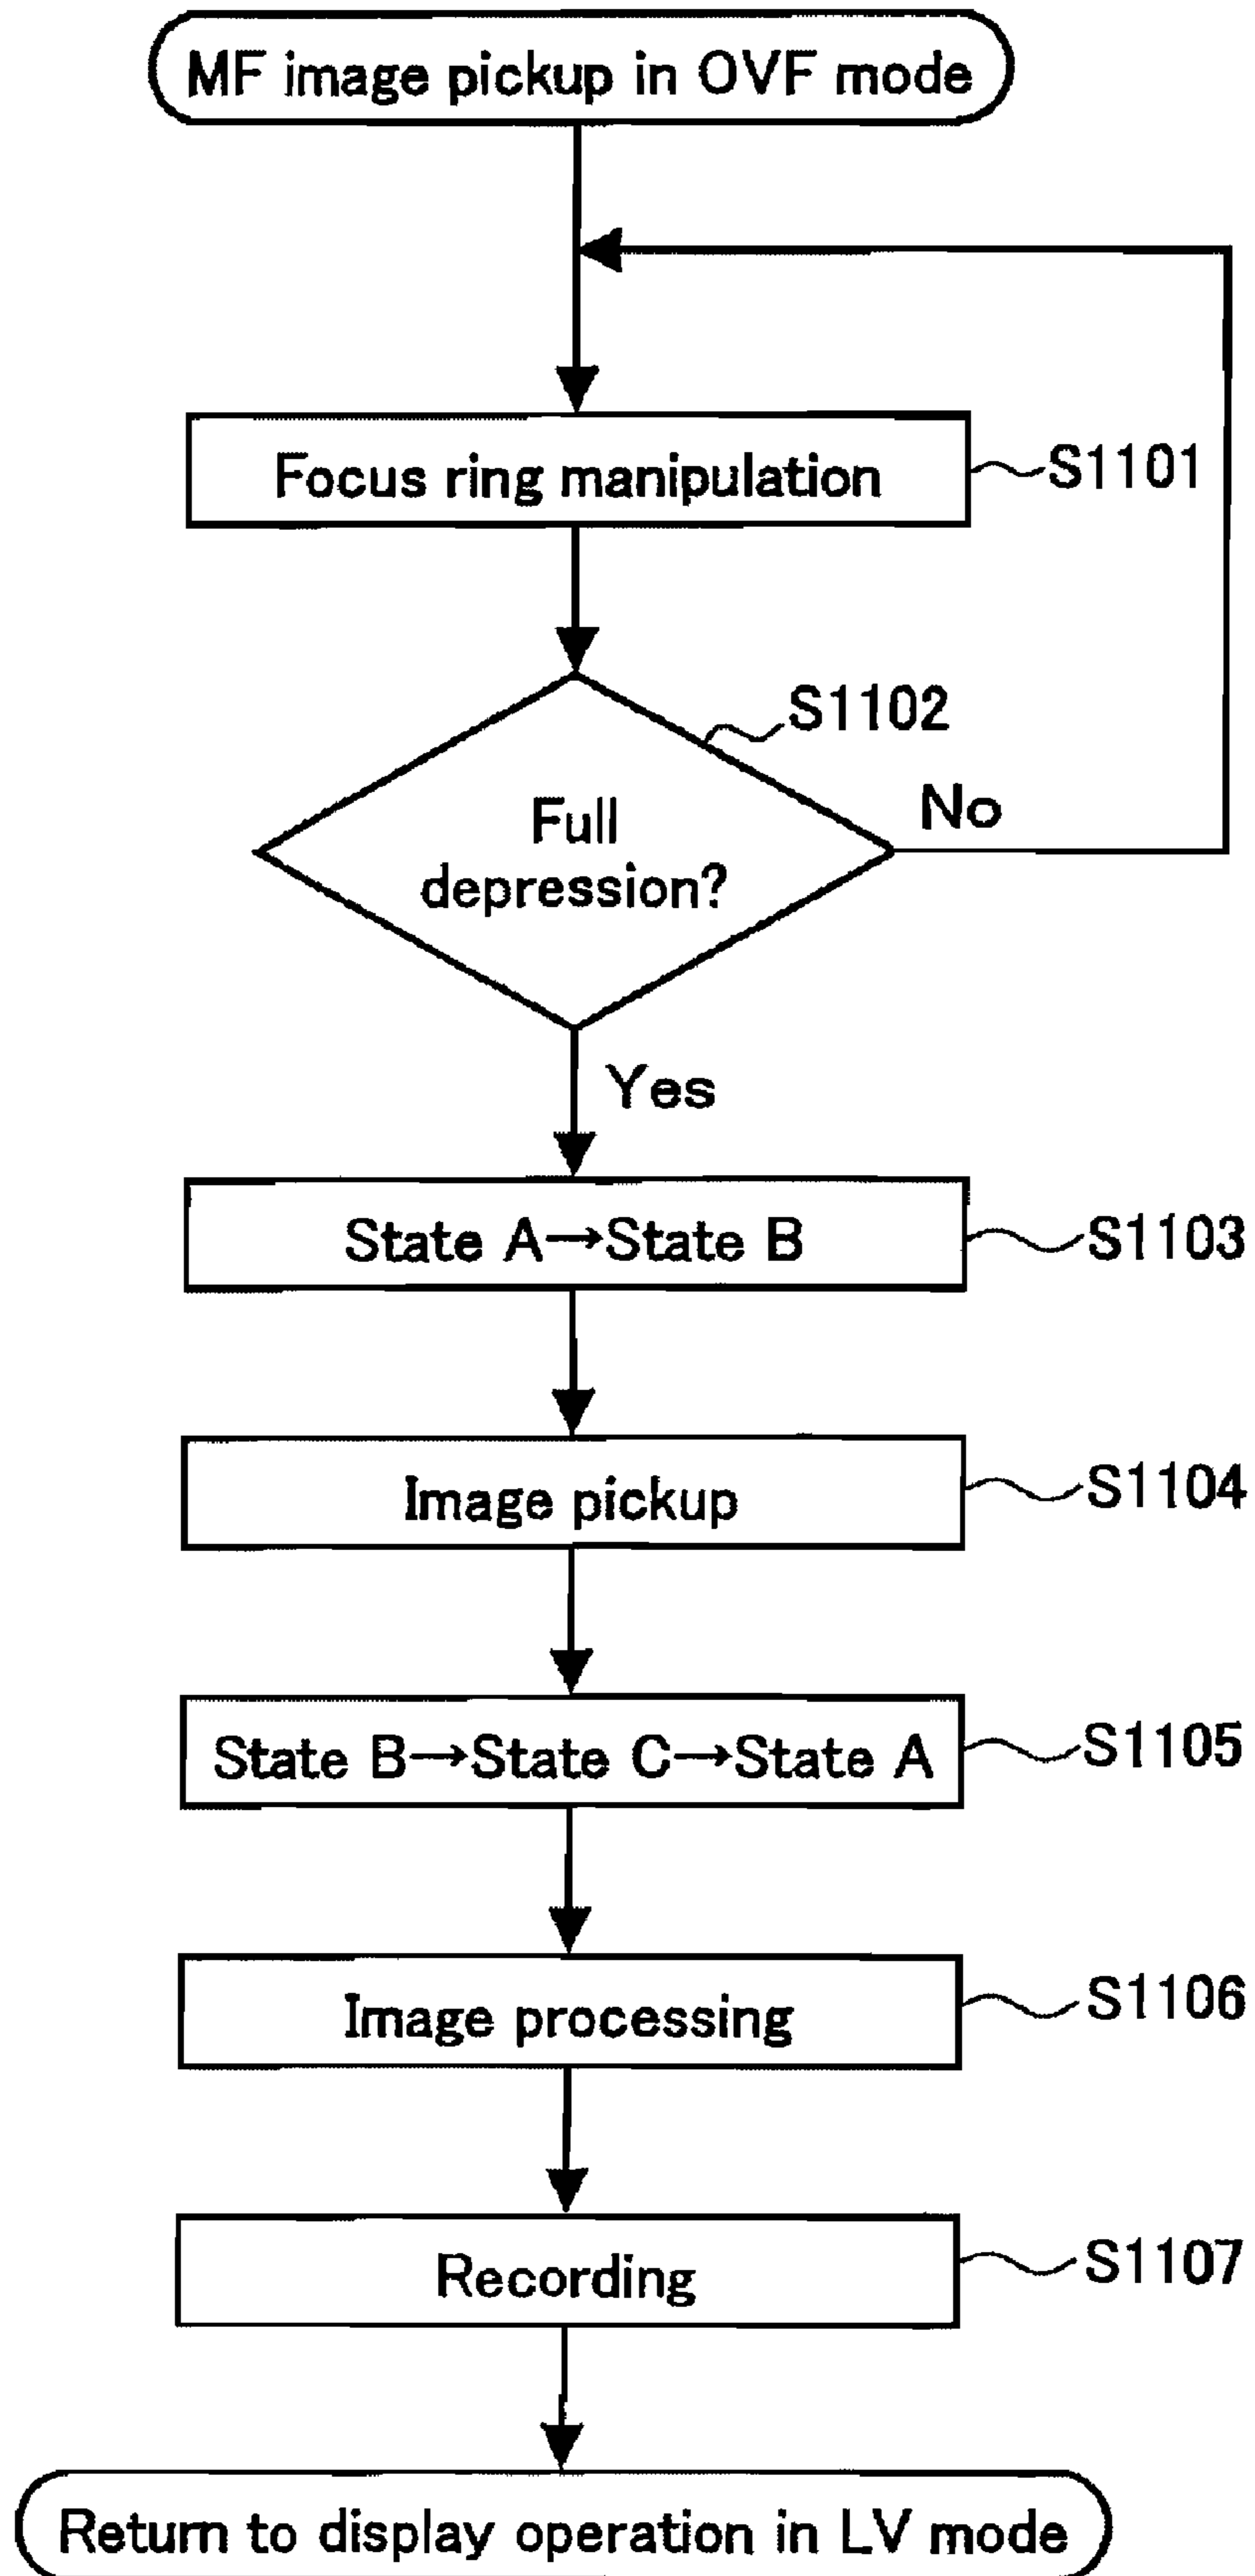 MF image pickup in OVF mode
Focus ring manipulation
S1101
S1102
Full
depression?
No
Yes
State A→State B
S1103
Image pickup
S1104
State B→State C→State A
S1105
Image processing
S1106
Recording
S1107
Return to display operation in LV mode